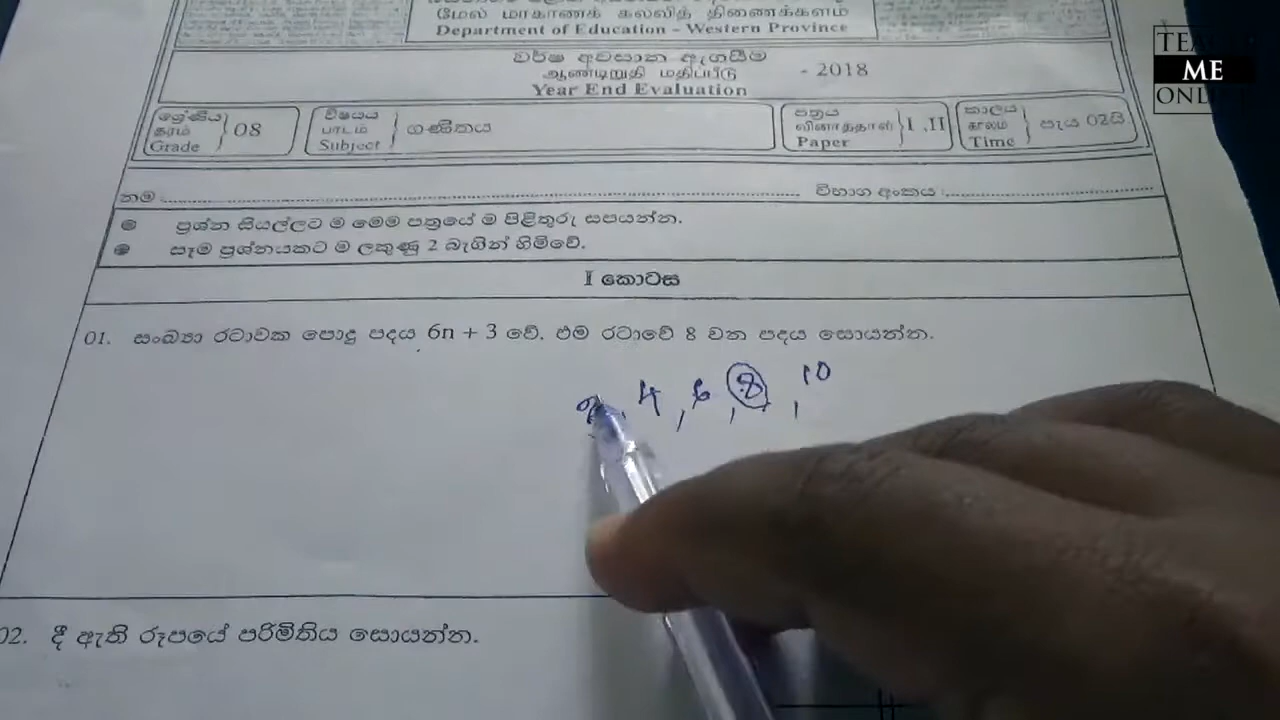 மேல் மாகாணக் கல்வித் திணைக்களம்
Department of Education - Western Province
වර්ෂ අවසාන ඇගයීම
ஆண்டிறுதி மதிப்பீடு - 2018
Year End Evaluation
ශ්‍රේණිය
தரம்
Grade
08
විෂයය
பாடம்
Subject
ගණිතය
පත්‍රය
வினாத்தாள்
Paper
I , II
කාලය
காலம்
Time
පැය 02යි
නම
විභාග අංකය :
ප්‍රශ්න සියල්ලට ම මෙම පත්‍රයේ ම පිළිතුරු සපයන්න.
සෑම ප්‍රශ්නයකට ම ලකුණු 2 බැගින් හිමිවේ.
I කොටස
01. සංඛ්‍යා රටාවක පොදු පදය 6n + 3 වේ. එම රටාවේ 8 වන පදය සොයන්න.
2, 4, 6, 8, 10
02. දී ඇති රූපයේ පරිමිතිය සොයන්න.
ME